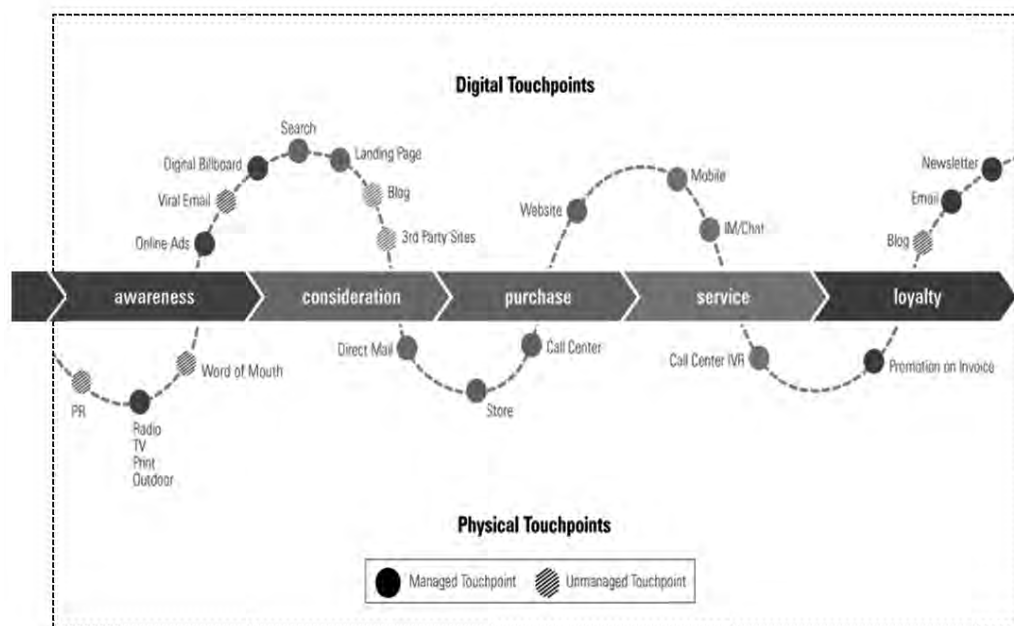 Digital Touchpoints
Search
Digital Billboard
Landing Page
Viral Email
Blog
Online Ads
3rd Party Sites
Website
Mobile
IM/Chat
Newsletter
Email
Blog
awareness
consideration
purchase
service
loyalty
PR
Radio
TV
Print
Outdoor
Word of Mouth
Direct Mail
Store
Call Center
Call Center IVR
Promotion on Invoice
Physical Touchpoints
Managed Touchpoint
Unmanaged Touchpoint